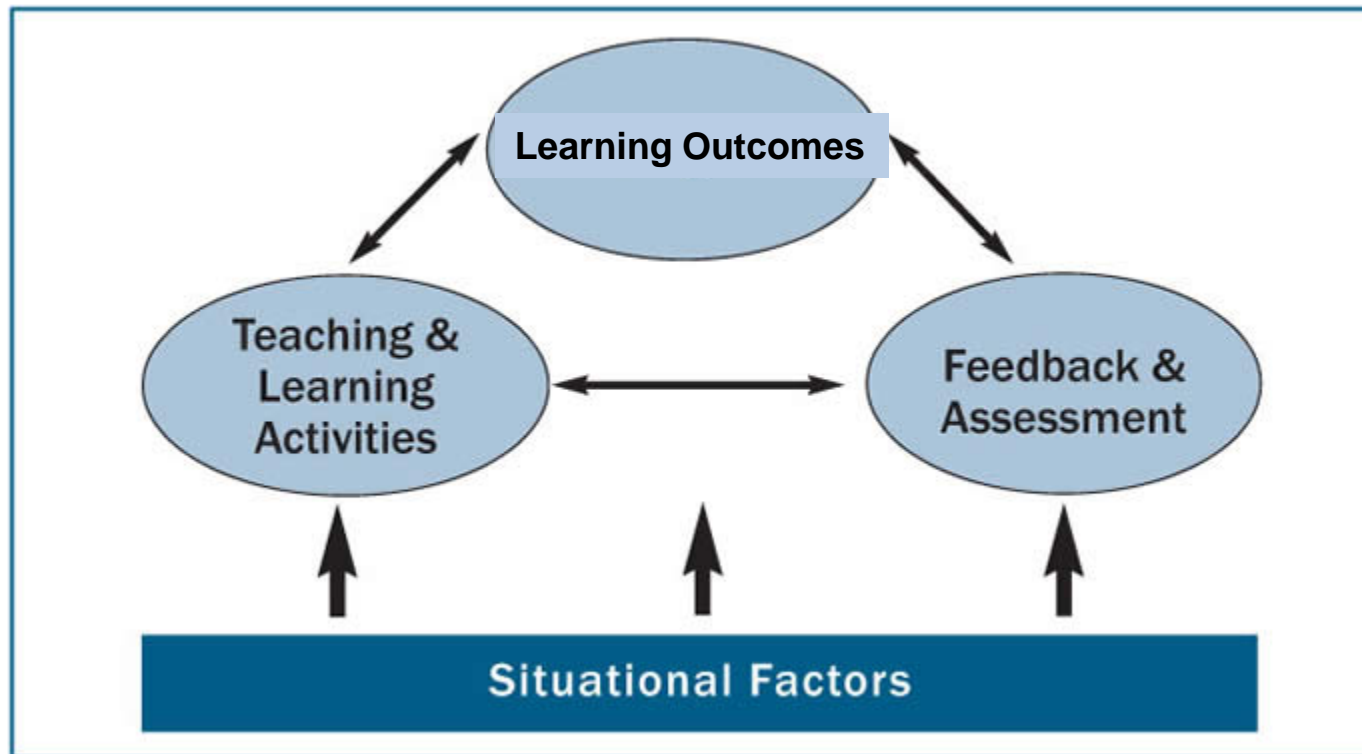 Learning Outcomes
Teaching &
Learning
Activities
Feedback &
Assessment
Situational Factors